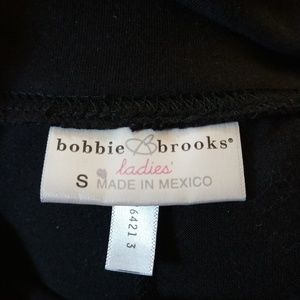 bobbie B brooks®
ladies'
S MADE IN MEXICO
6421 3